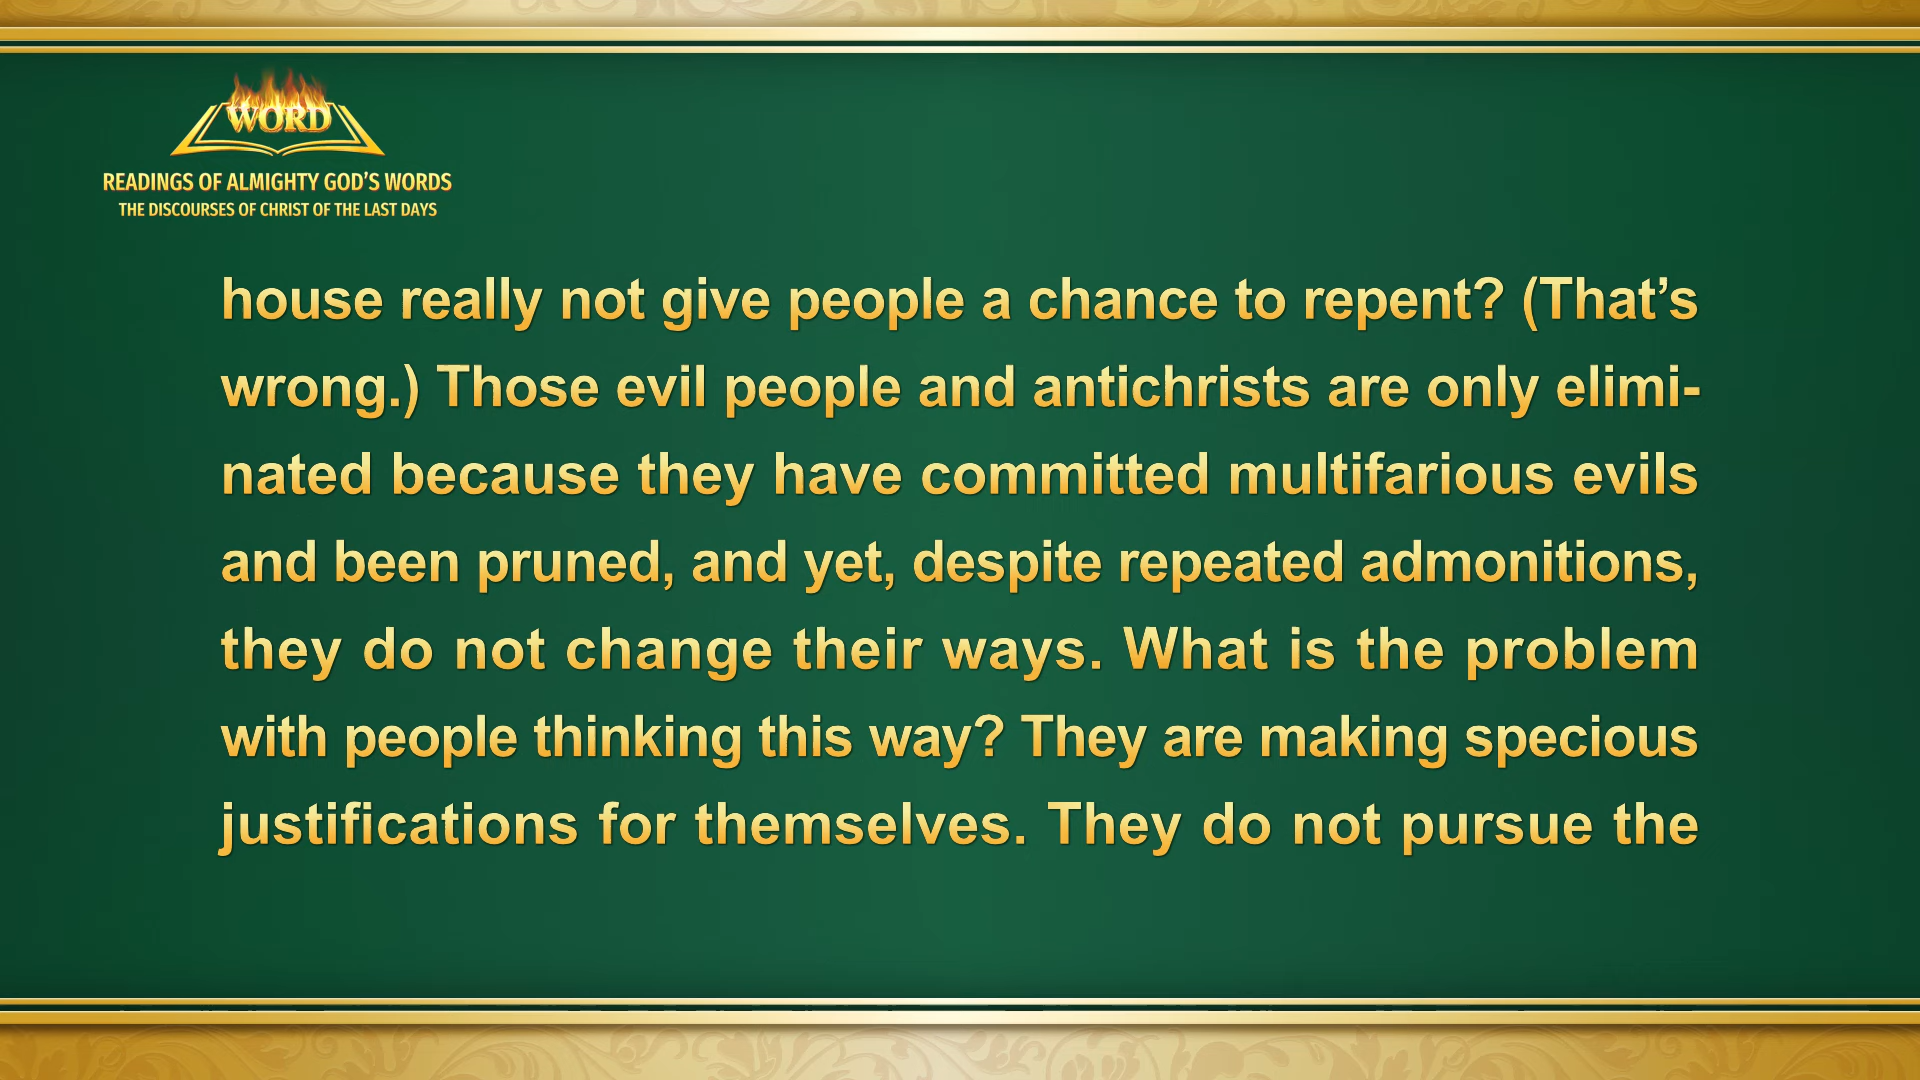 WORD
READINGS OF ALMIGHTY GOD’S WORDS
THE DISCOURSES OF CHRIST OF THE LAST DAYS
house really not give people a chance to repent? (That’s
wrong.) Those evil people and antichrists are only elimi-
nated because they have committed multifarious evils
and been pruned, and yet, despite repeated admonitions,
they do not change their ways. What is the problem
with people thinking this way? They are making specious
justifications for themselves. They do not pursue the